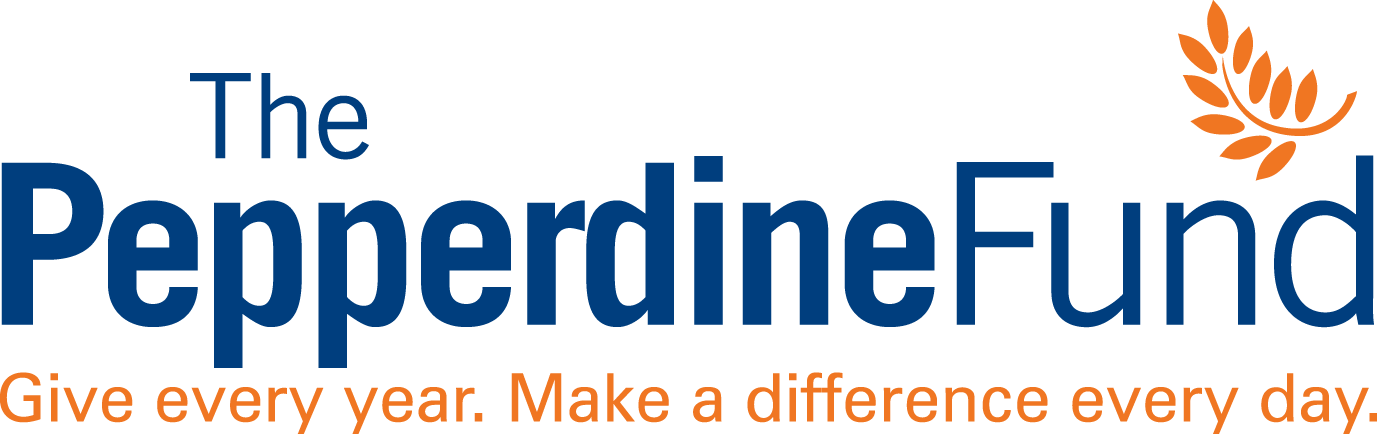 The
PepperdineFund
Give every year. Make a difference every day.